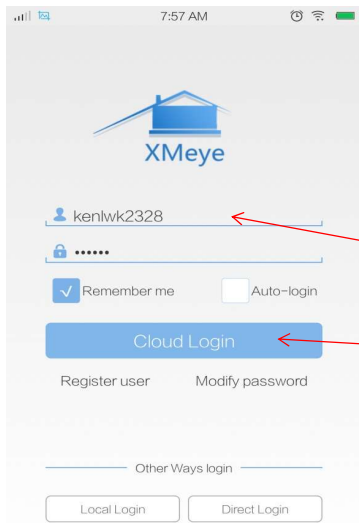 7:57 AM
XMeye
kenlwk2328
••••••
Remember me Auto-login
Cloud Login
Register user Modify password
Other Ways login
Local Login Direct Login